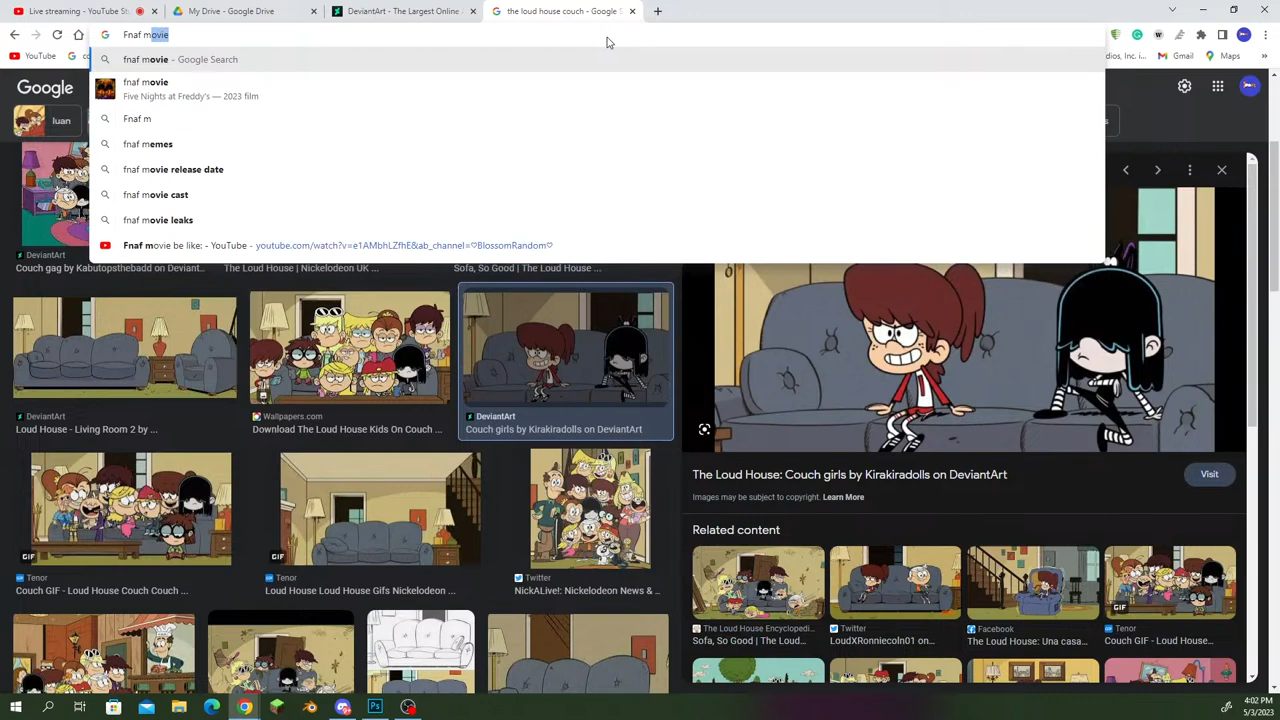 Live streaming - YouTube St
My Drive - Google Drive
DeviantArt - The Largest Online
the loud house couch - Google S
Fnaf movie
YouTube
Gmail
Maps
fnaf movie - Google Search
fnaf movie
Five Nights at Freddy's — 2023 film
Fnaf m
fnaf memes
fnaf movie release date
fnaf movie cast
fnaf movie leaks
Fnaf movie be like: - YouTube - youtube.com/watch?v=e1AMbhLZfhE&ab_channel=♡BlossomRandom♡
Google
luan
DeviantArt
Couch gag by Kabutopsthebadd on Deviant..
The Loud House | Nickelodeon UK ...
Sofa, So Good | The Loud House ...
DeviantArt
Loud House - Living Room 2 by ...
Wallpapers.com
Download The Loud House Kids On Couch ...
DeviantArt
Couch girls by Kirakiradolls on DeviantArt
The Loud House: Couch girls by Kirakiradolls on DeviantArt
Visit
Images may be subject to copyright. Learn More
Related content
GIF
Tenor
Couch GIF - Loud House Couch Couch ...
GIF
Tenor
Loud House Loud House Gifs Nickelodeon ...
Twitter
NickALive!: Nickelodeon News & ..
The Loud House Encyclopedi...
Sofa, So Good | The Loud...
Twitter
LoudXRonniecoln01 on...
Facebook
The Loud House: Una casa...
GIF
Tenor
Couch GIF - Loud House...
4:02 PM
5/3/2023